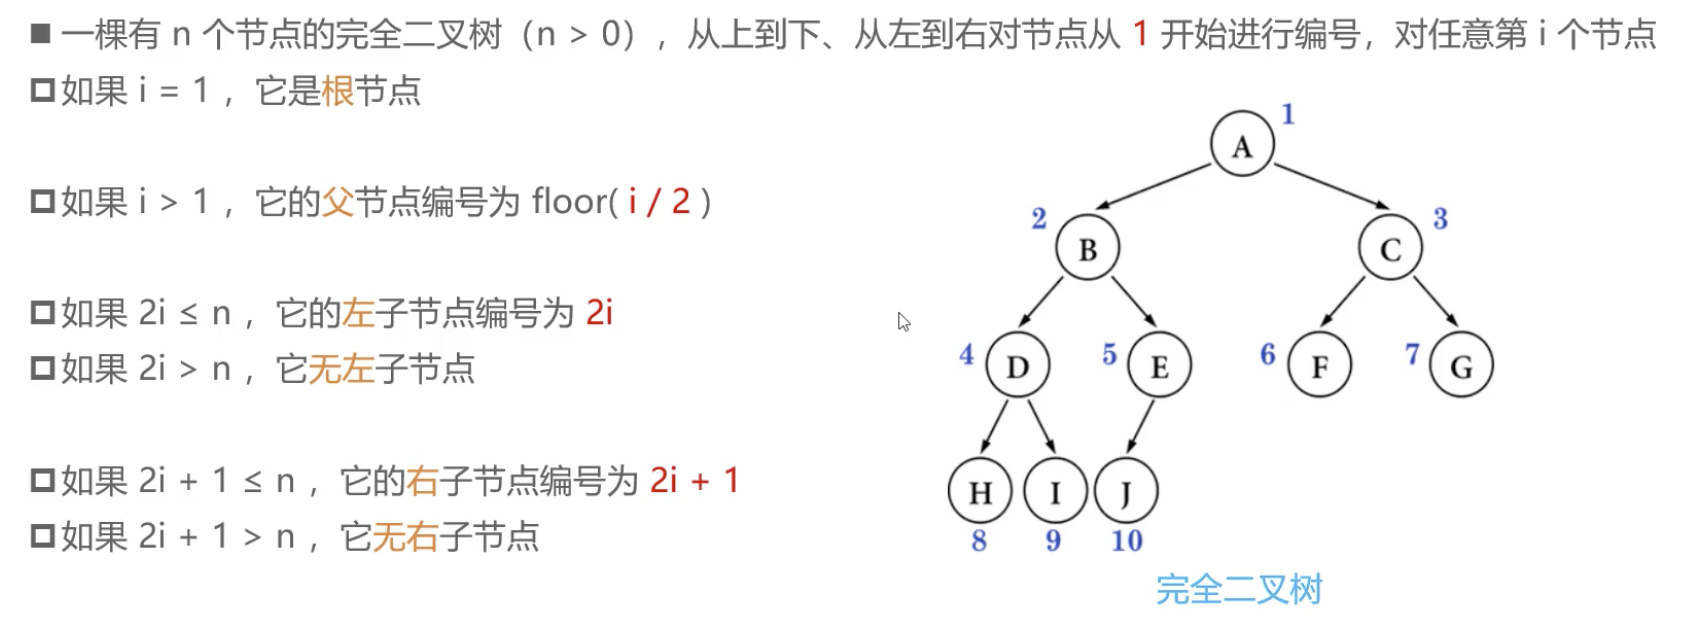 ■ 一棵有 n 个节点的完全二叉树（n > 0），从上到下、从左到右对节点从 1 开始进行编号，对任意第 i 个节点
如果 i = 1 ，它是根节点
如果 i > 1 ，它的父节点编号为 floor( i / 2 )
如果 2i ≤ n ，它的左子节点编号为 2i
如果 2i > n ，它无左子节点
如果 2i + 1 ≤ n ，它的右子节点编号为 2i + 1
如果 2i + 1 > n ，它无右子节点
1
A
2
B
3
C
4
D
5
E
6
F
7
G
H
I
J
8
9
10
完全二叉树